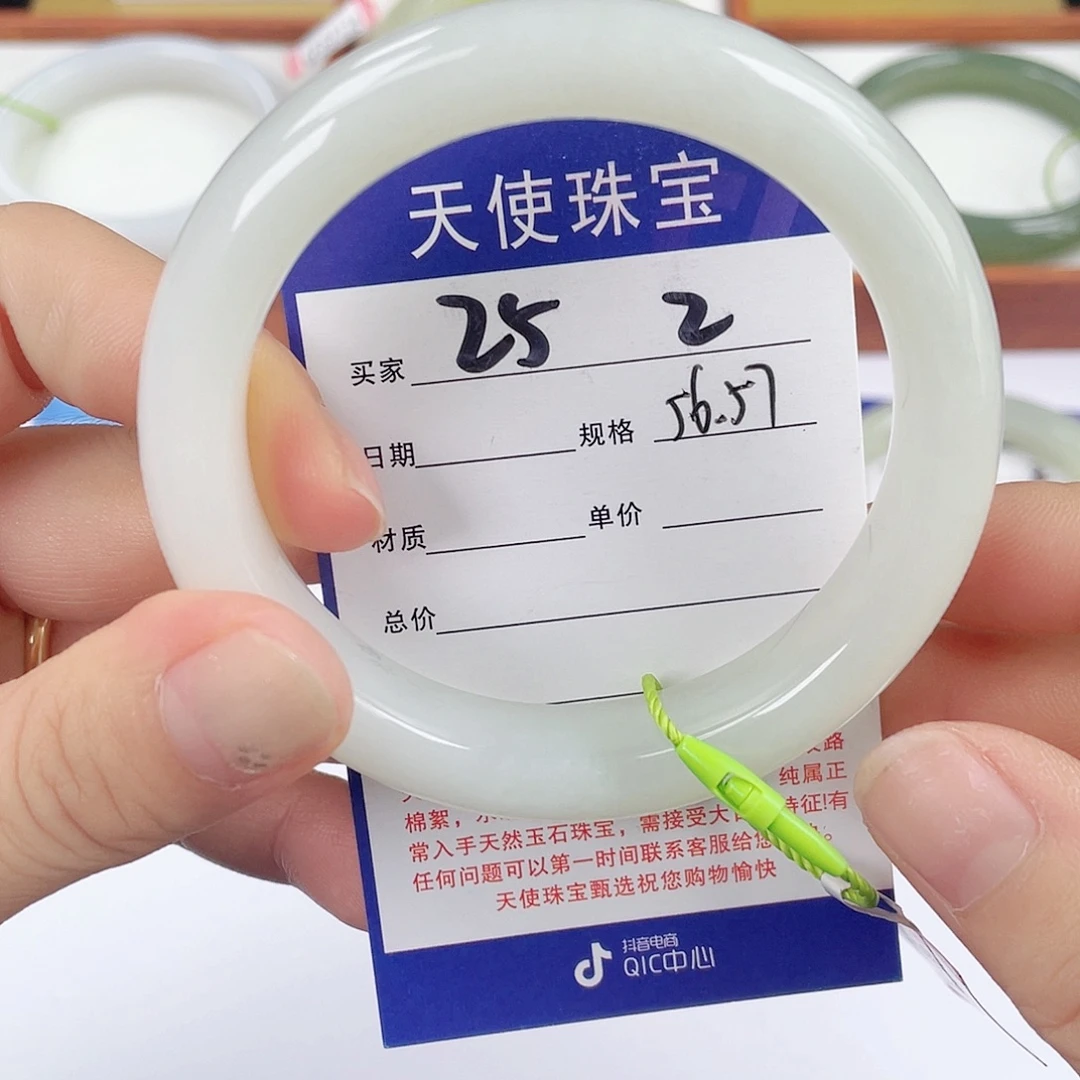 天使珠宝
买家 25 2
日期 规格 56.57
材质 单价
总价
纯属正
棉絮，
常入手天然玉石珠宝，需接受大 特征!有
任何问题可以第一时间联系客服给您
天使珠宝甄选祝您购物愉快
抖音电商
QIC中心